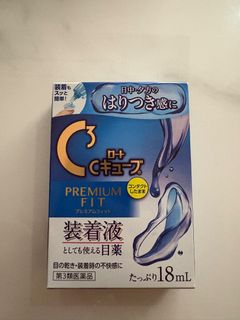 装着も
スッと
簡単!
日中・夕方の
はりつき感に
C3
ロート
Cキューブ
PREMIUM
FIT
プレミアムフィット
コンタクト
したまま
装着液
としても使える目薬
目の乾き・装着時の不快感に
第3類医薬品
たっぷり18mL